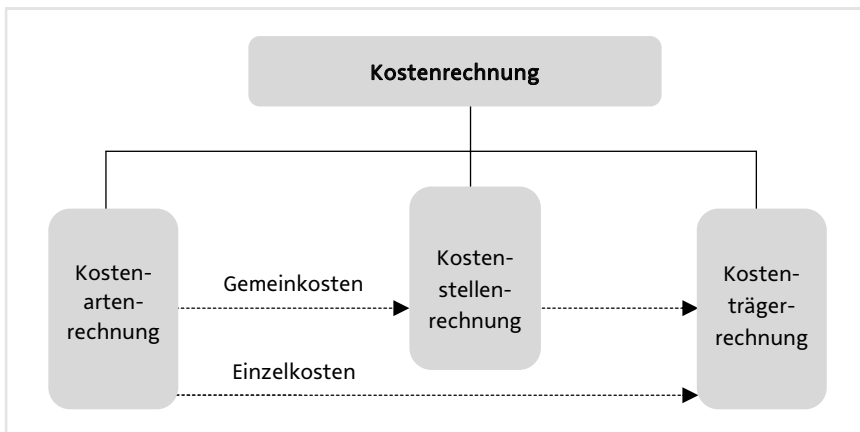 Kostenrechnung
Kosten-
arten-
rechnung
Gemeinkosten
Einzelkosten
Kosten-
stellen-
rechnung
Kosten-
träger-
rechnung